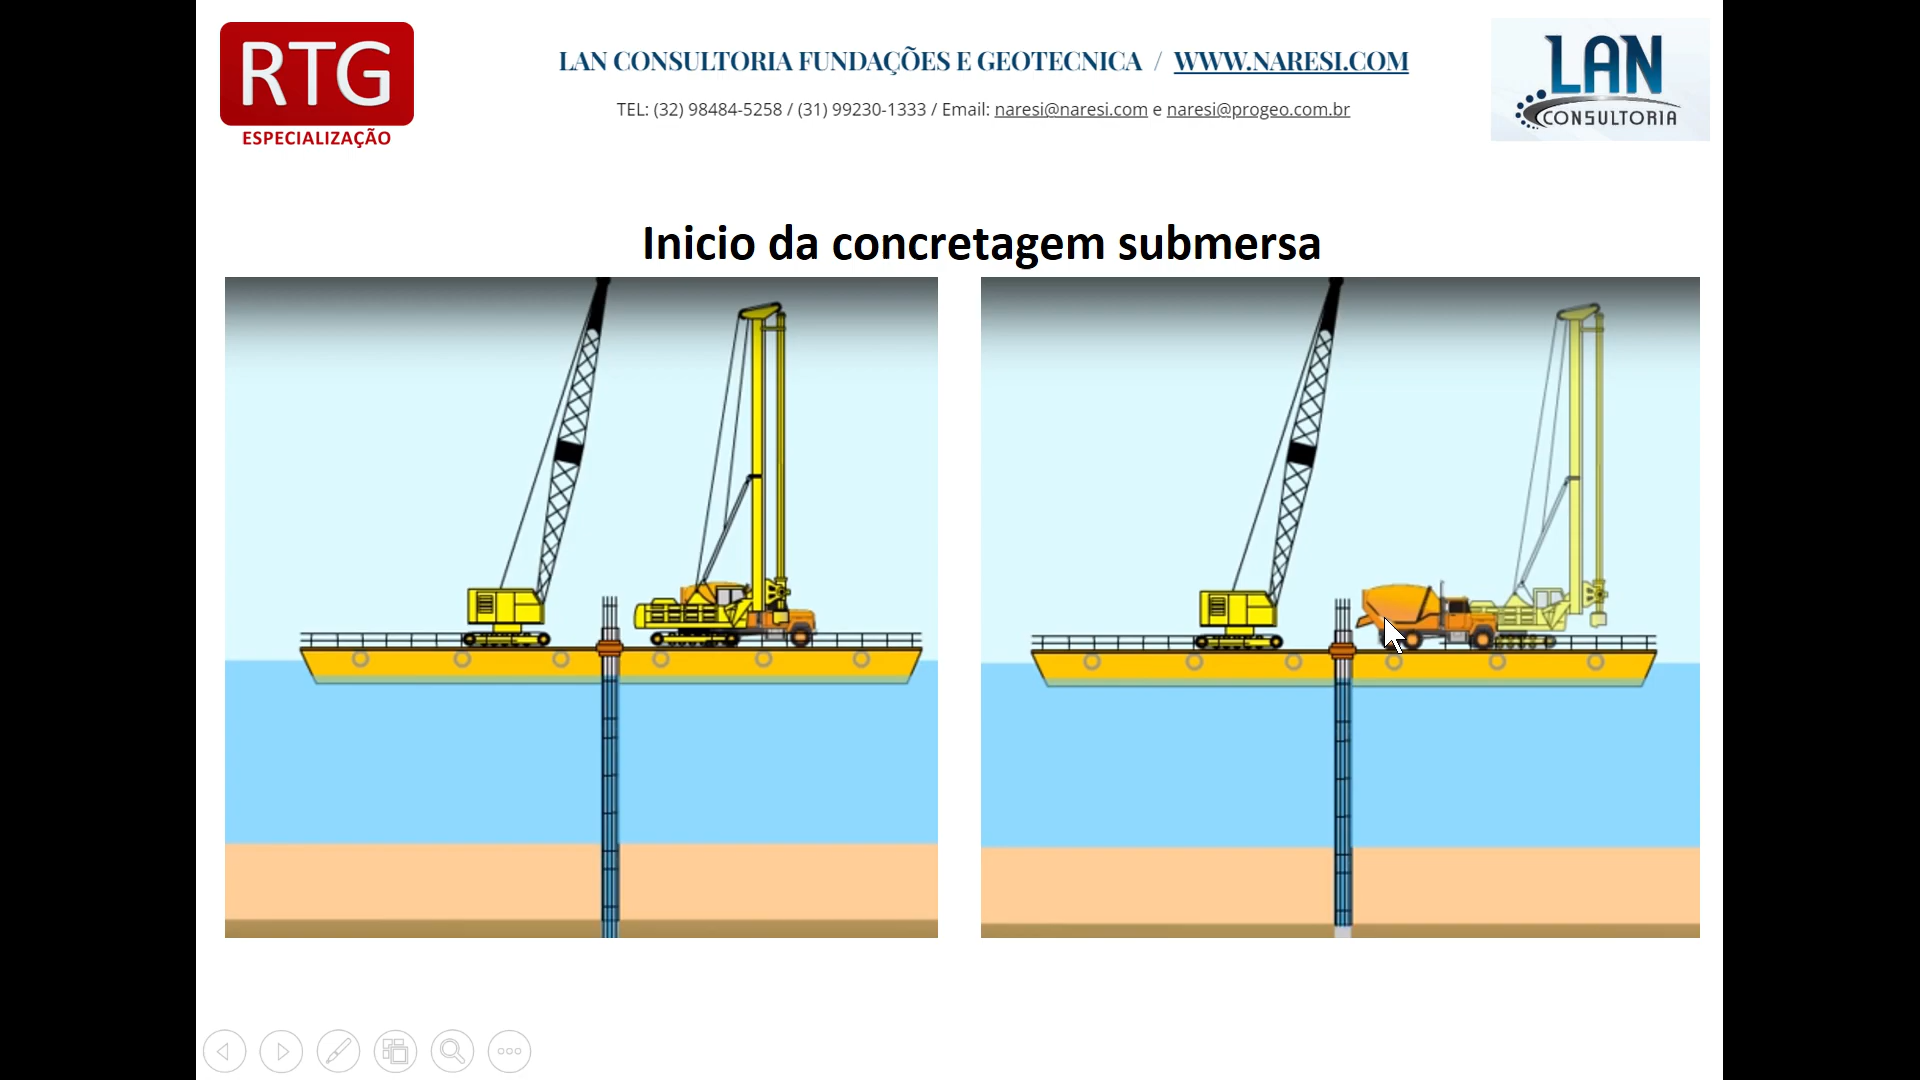 RTG
ESPECIALIZAÇÃO
LAN CONSULTORIA FUNDAÇÕES E GEOTECNICA / WWW.NARESI.COM
TEL: (32) 98484-5258 / (31) 99230-1333 / Email: naresi@naresi.com e naresi@progeo.com.br
LAN
CONSULTORIA
Inicio da concretagem submersa